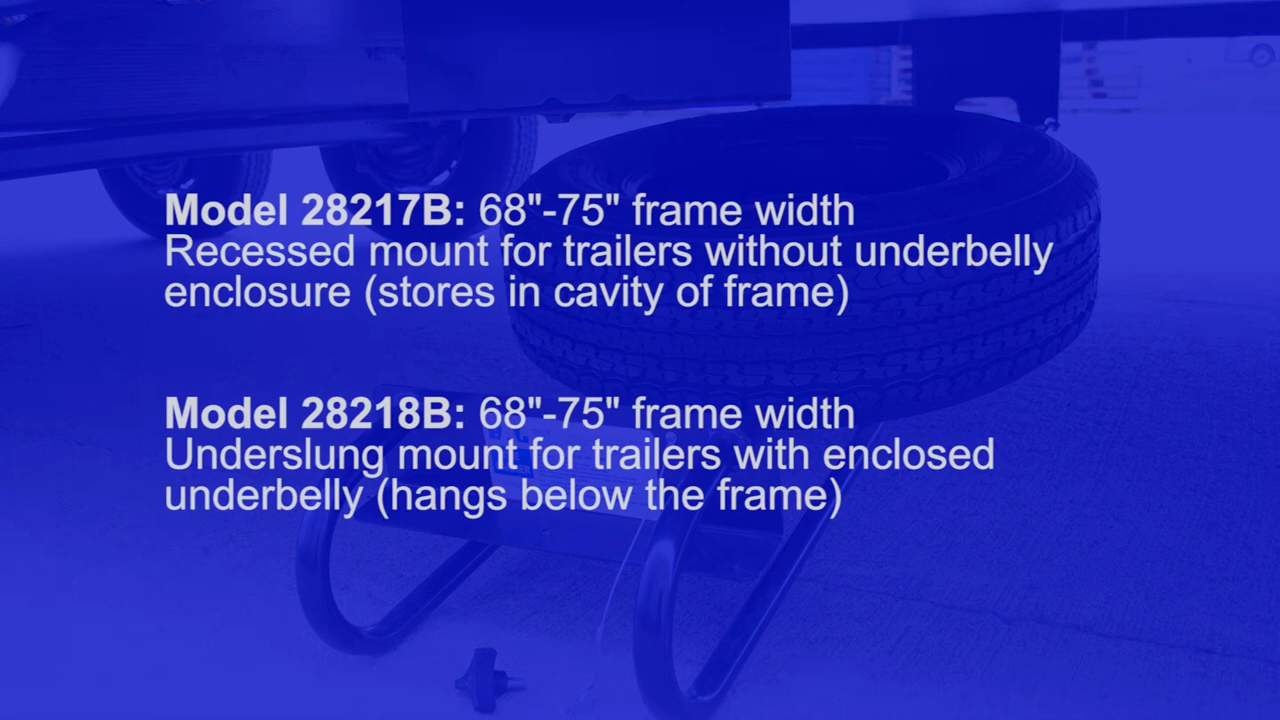 Model 28217B: 68"-75" frame width
Recessed mount for trailers without underbelly
enclosure (stores in cavity of frame)
Model 28218B: 68"-75" frame width
Underslung mount for trailers with enclosed
underbelly (hangs below the frame)